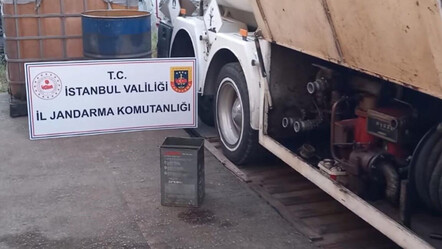 T.C.
İSTANBUL VALİLİĞİ
İL JANDARMA KOMUTANLIĞI